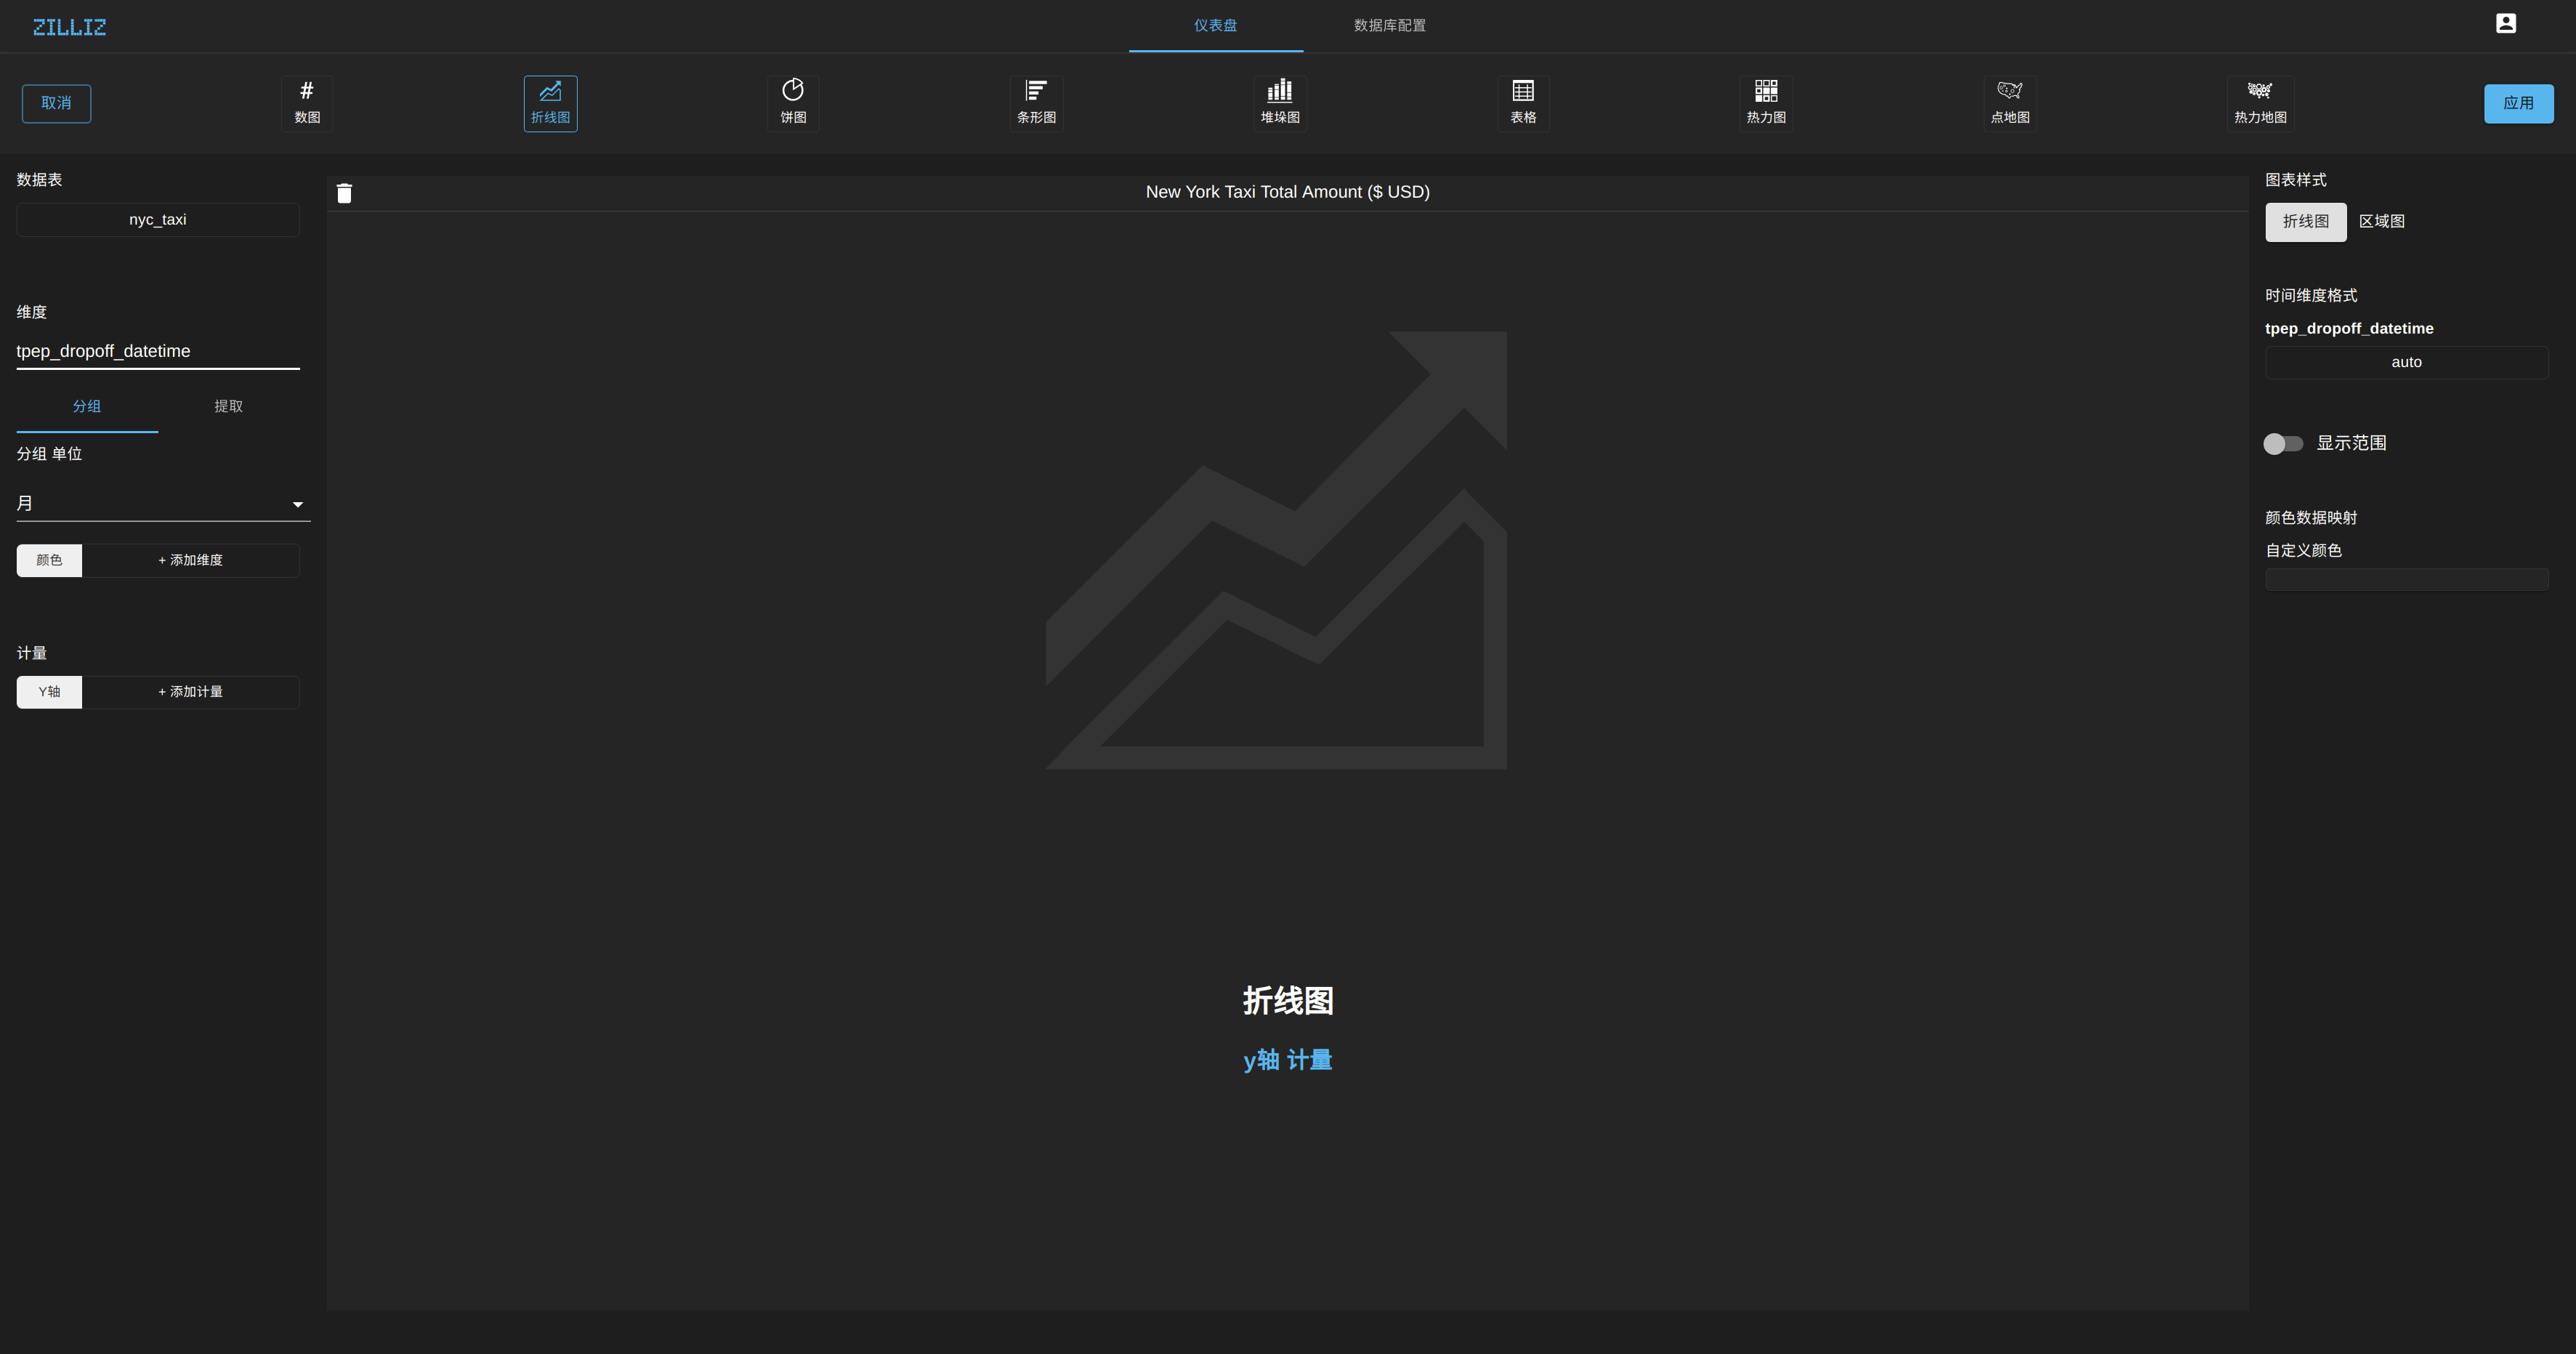 ZILLIZ
仪表盘
数据库配置
取消
数图
折线图
饼图
条形图
堆垛图
表格
热力图
点地图
热力地图
应用
数据表
nyc_taxi
维度
tpep_dropoff_datetime
分组
提取
分组 单位
月
颜色
+ 添加维度
计量
Y轴
+ 添加计量
New York Taxi Total Amount ($ USD)
折线图
y轴 计量
图表样式
折线图
区域图
时间维度格式
tpep_dropoff_datetime
auto
显示范围
颜色数据映射
自定义颜色